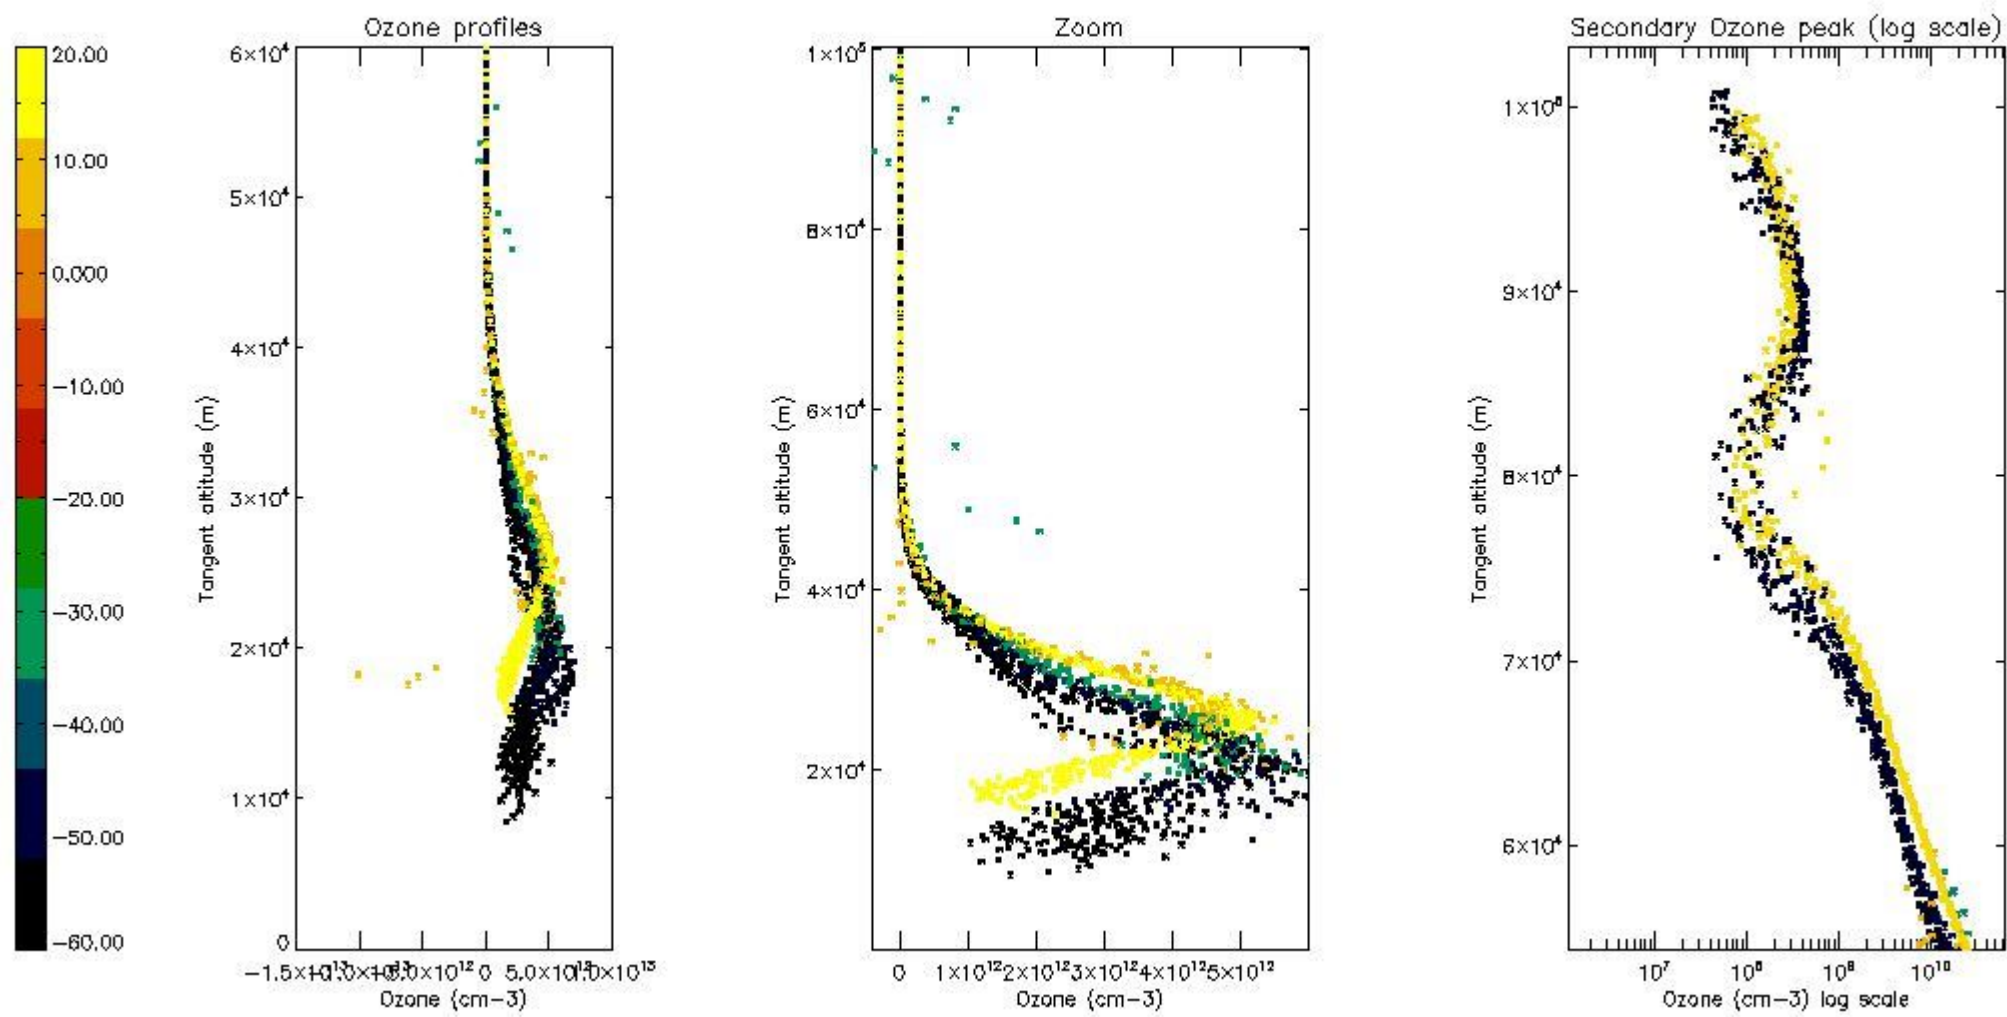 Ozone profiles
Zoom
Secondary Ozone peak (log scale)
20.00
10.00
0.000
−10.00
−20.00
−30.00
−40.00
−50.00
−60.00
6×10⁴
5×10⁴
4×10⁴
3×10⁴
2×10⁴
1×10⁴
0
Tangent altitude (m)
0
5.0×10¹²
1.0×10¹³
Ozone (cm−3)
1×10⁵
8×10⁴
6×10⁴
4×10⁴
2×10⁴
Tangent altitude (m)
0 1×10¹² 2×10¹² 3×10¹² 4×10¹² 5×10¹²
Ozone (cm−3)
9×10⁴
8×10⁴
7×10⁴
6×10⁴
Tangent altitude (m)
10⁷ 10⁸ 10⁹ 10¹⁰
Ozone (cm−3) log scale